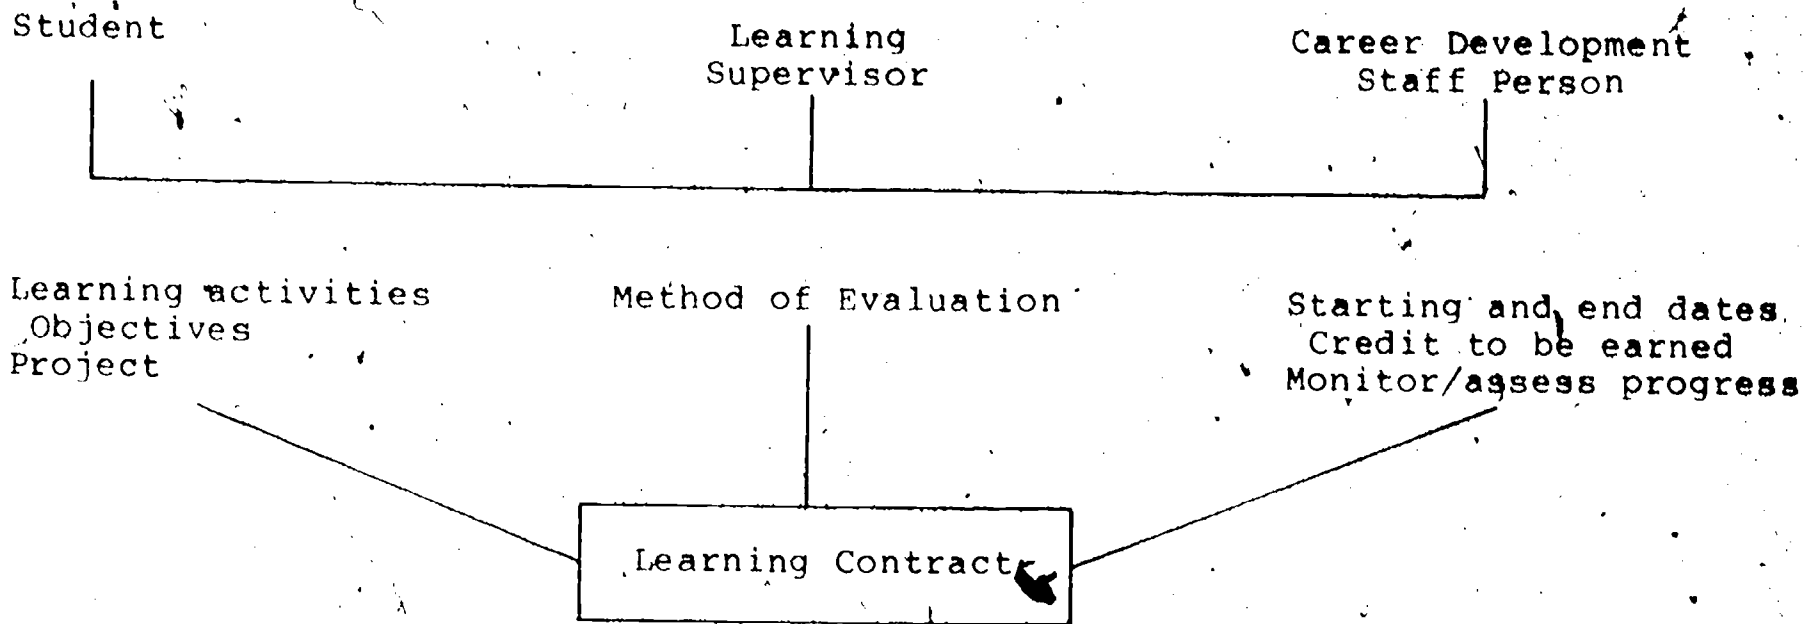 Student
Learning
Supervisor
Career Development
Staff Person
Learning activities
Objectives
Project
Method of Evaluation
Starting and end dates
Credit to be earned
Monitor/assess progress
Learning Contract